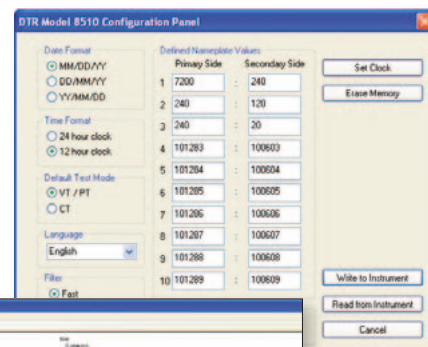 DTR Model 8510 Configuration Panel
Date Format
MM/DD/YY
DD/MM/YY
YY/MM/DD
Time Format
24 hour clock
12 hour clock
Default Test Mode
VT / PT
CT
Language
English
Filter
Fast
Defined Nameplate Values
Primary Side Secondary Side
1 7200 : 240
2 240 : 120
3 240 : 20
4 101283 : 100603
5 101284 : 100604
6 101285 : 100605
7 101286 : 100606
8 101287 : 100607
9 101288 : 100608
10 101289 : 100609
Set Clock
Erase Memory
Write to Instrument
Read from Instrument
Cancel